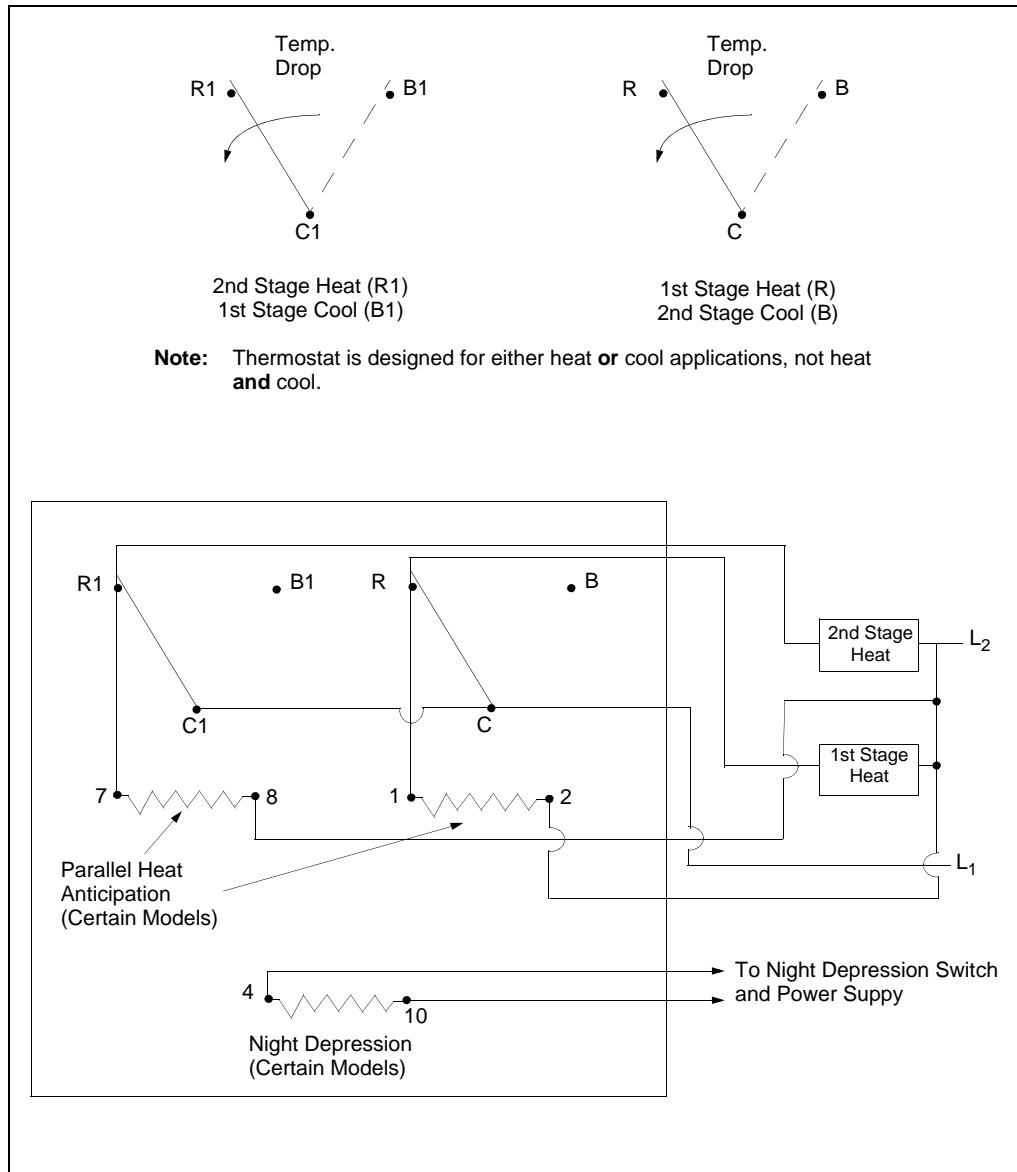 Temp.
Drop
R1
B1
C1
2nd Stage Heat (R1)
1st Stage Cool (B1)
Temp.
Drop
R
B
C
1st Stage Heat (R)
2nd Stage Cool (B)
Note: Thermostat is designed for either heat or cool applications, not heat
and cool.
R1
B1
R
B
C1
C
2nd Stage
Heat
L2
1st Stage
Heat
7
8
1
2
L1
Parallel Heat
Anticipation
(Certain Models)
4
10
To Night Depression Switch
and Power Suppy
Night Depression
(Certain Models)